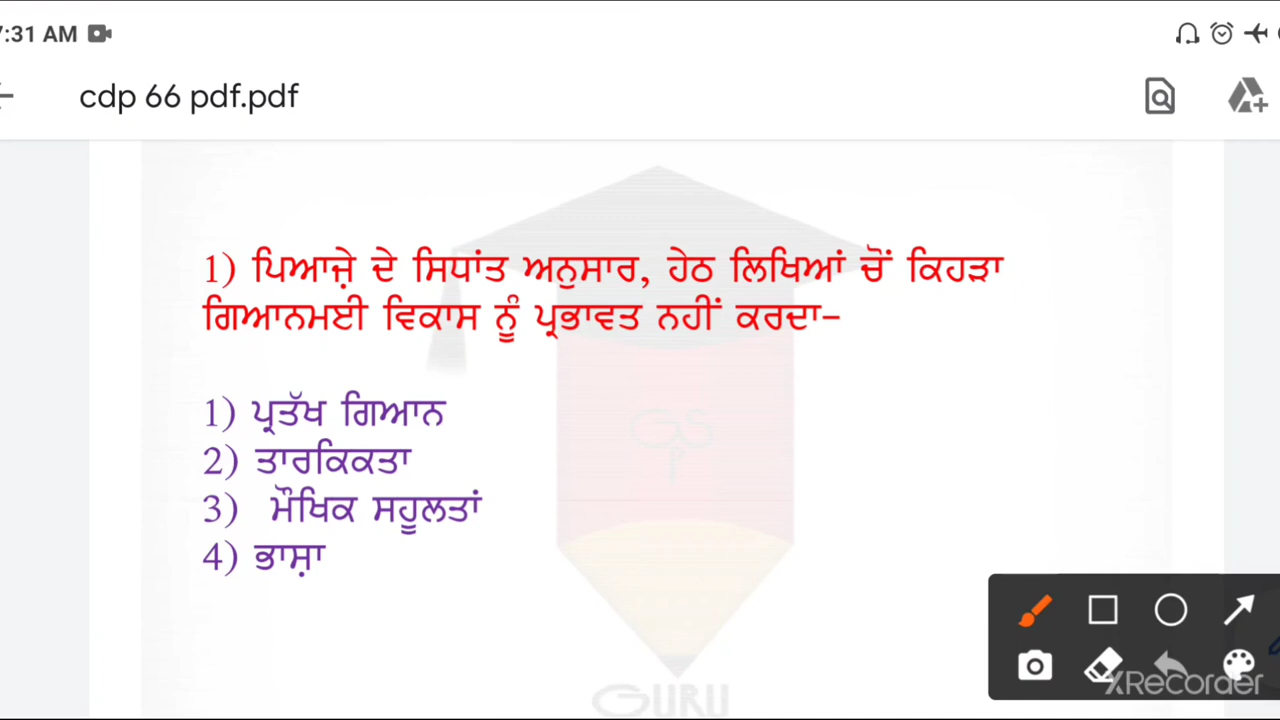 7:31 AM
cdp 66 pdf.pdf
1) ਪਿਆਜ਼ੇ ਦੇ ਸਿਧਾਂਤ ਅਨੁਸਾਰ, ਹੇਠ ਲਿਖਿਆਂ ਚੋਂ ਕਿਹੜਾ
ਗਿਆਨਮਈ ਵਿਕਾਸ ਨੂੰ ਪ੍ਰਭਾਵਤ ਨਹੀਂ ਕਰਦਾ-
1) ਪ੍ਰਤੱਖ ਗਿਆਨ
2) ਤਾਰਕਿਕਤਾ
3) ਮੌਖਿਕ ਸਹੂਲਤਾਂ
4) ਭਾਸ਼ਾ
GURU
XRecorder